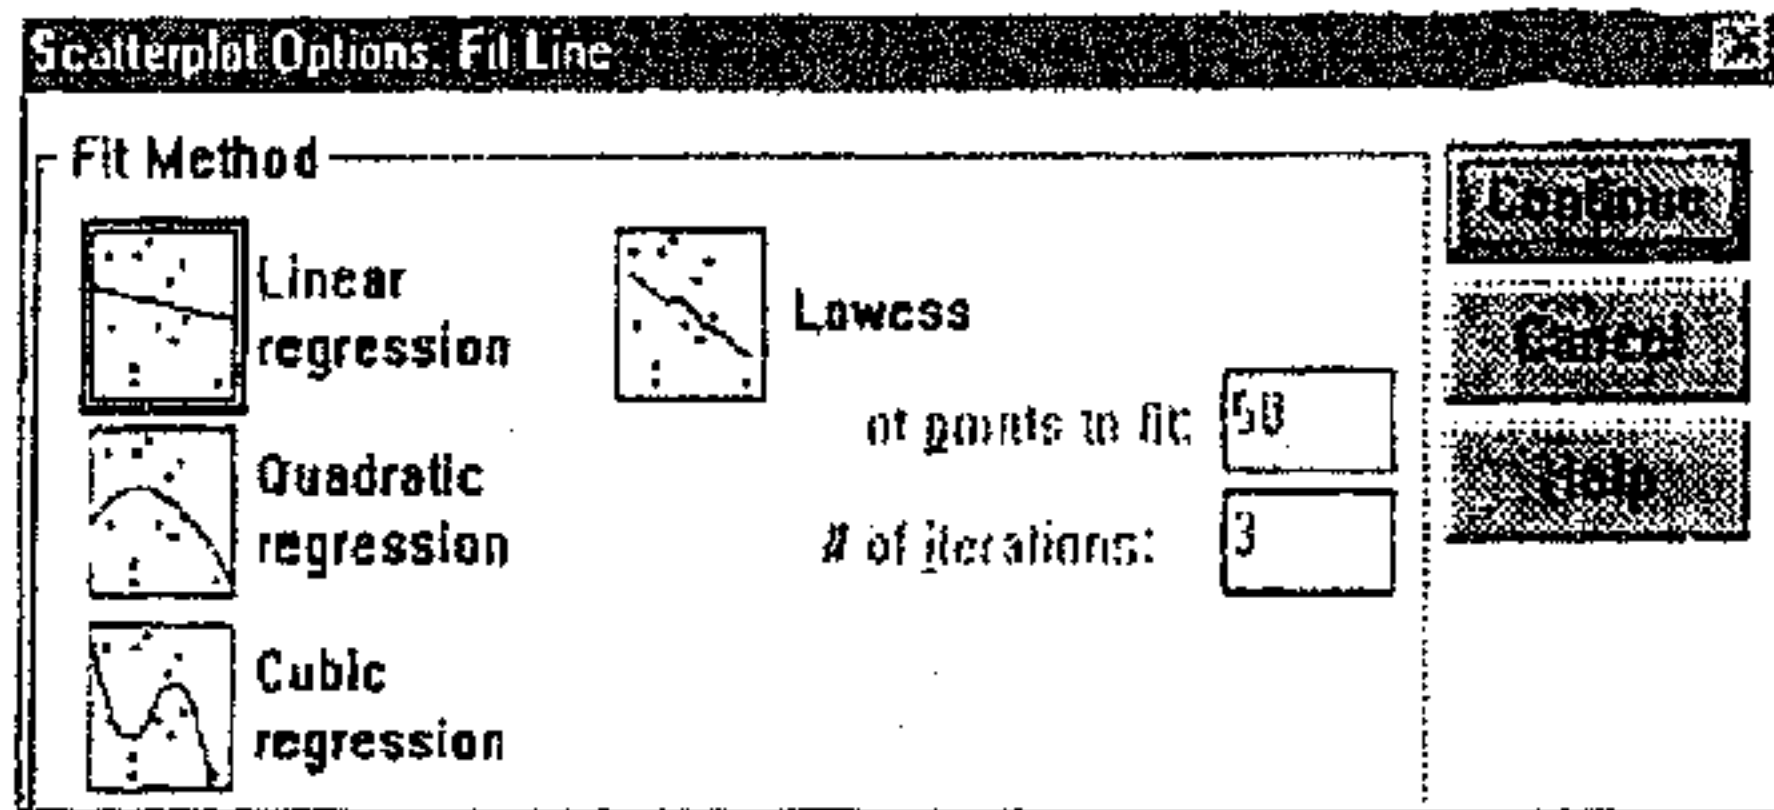 Scatterplot Options: Fit Line
Fit Method
Linear
regression
Lowess
of points to fit: 50
# of iterations: 3
Quadratic
regression
Cubic
regression
Continue
Cancel
Help